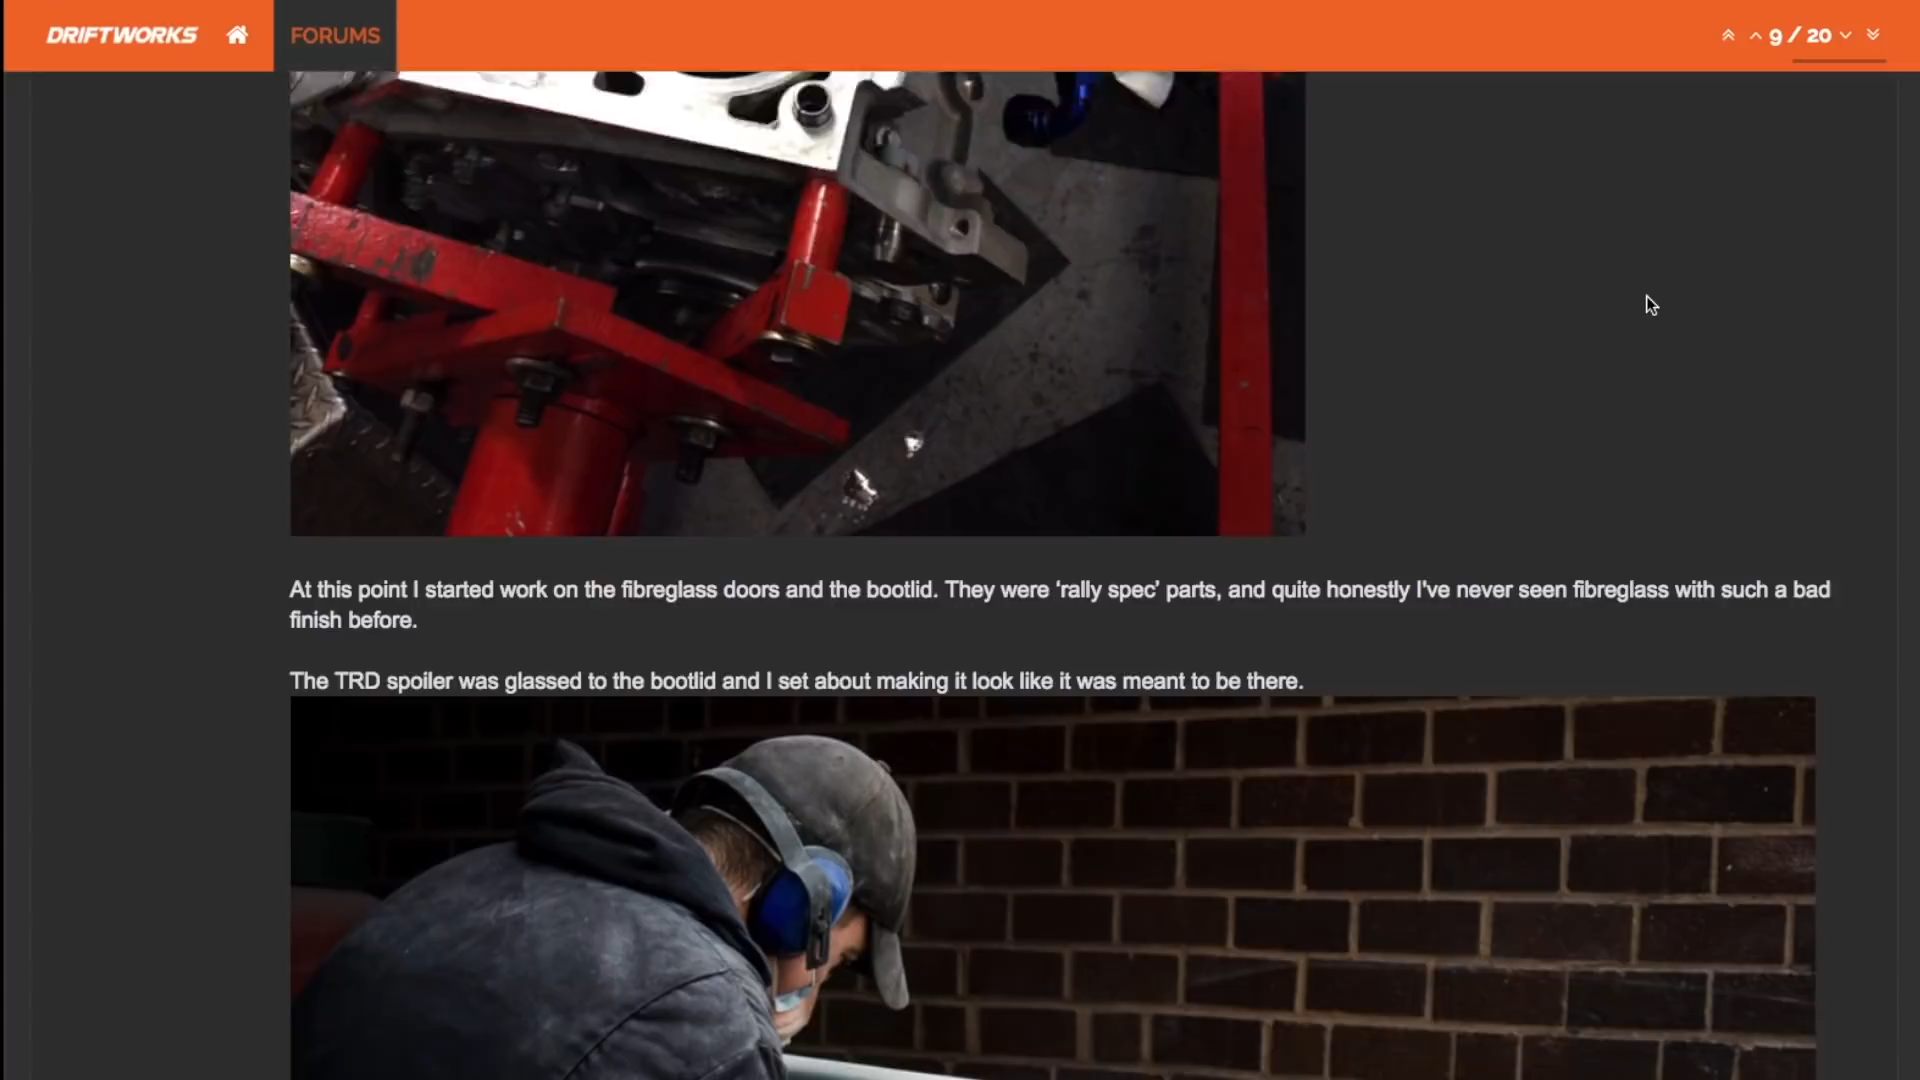 DRIFTWORKS
FORUMS
9 / 20
At this point I started work on the fibreglass doors and the bootlid. They were ‘rally spec’ parts, and quite honestly I've never seen fibreglass with such a bad
finish before.
The TRD spoiler was glassed to the bootlid and I set about making it look like it was meant to be there.